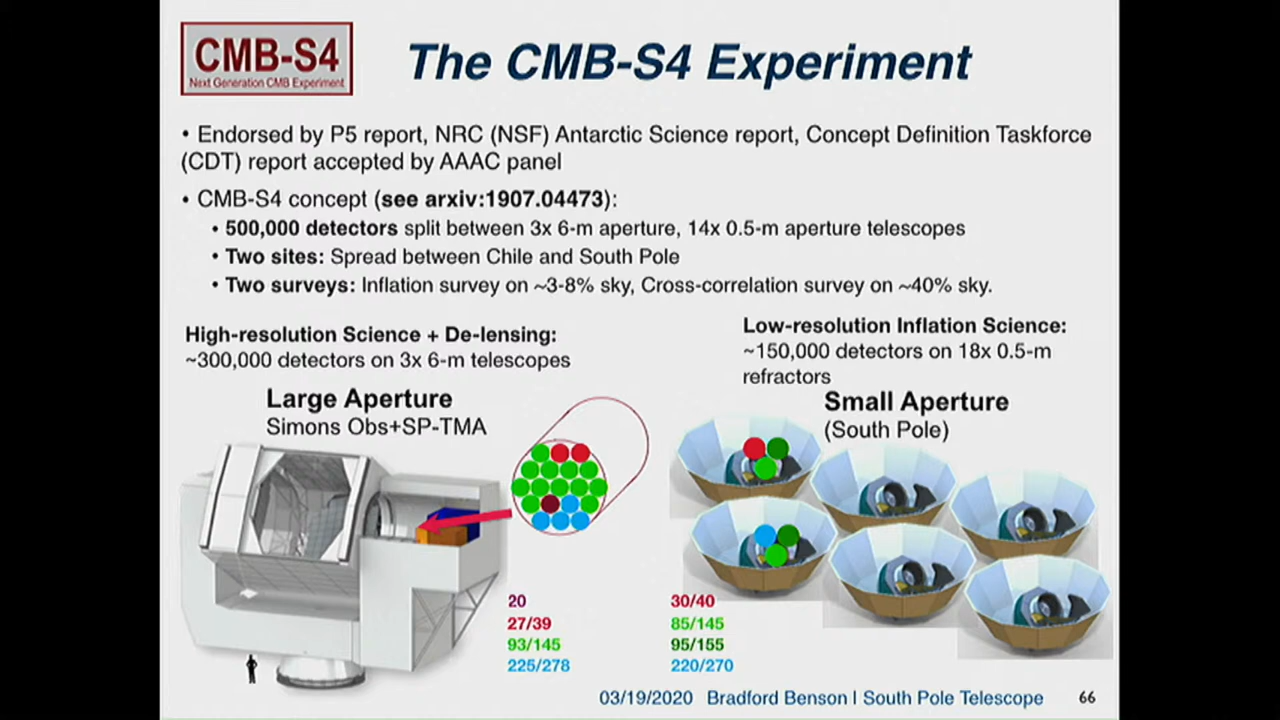 CMB-S4
Next Generation CMB Experiment
The CMB-S4 Experiment
• Endorsed by P5 report, NRC (NSF) Antarctic Science report, Concept Definition Taskforce
(CDT) report accepted by AAAC panel
• CMB-S4 concept (see arxiv:1907.04473):
• 500,000 detectors split between 3x 6-m aperture, 14x 0.5-m aperture telescopes
• Two sites: Spread between Chile and South Pole
• Two surveys: Inflation survey on ~3-8% sky, Cross-correlation survey on ~40% sky.
High-resolution Science + De-lensing:
~300,000 detectors on 3x 6-m telescopes
Large Aperture
Simons Obs+SP-TMA
20
27/39
93/145
225/278
Low-resolution Inflation Science:
~150,000 detectors on 18x 0.5-m
refractors
Small Aperture
(South Pole)
30/40
85/145
95/155
220/270
03/19/2020 Bradford Benson | South Pole Telescope 66